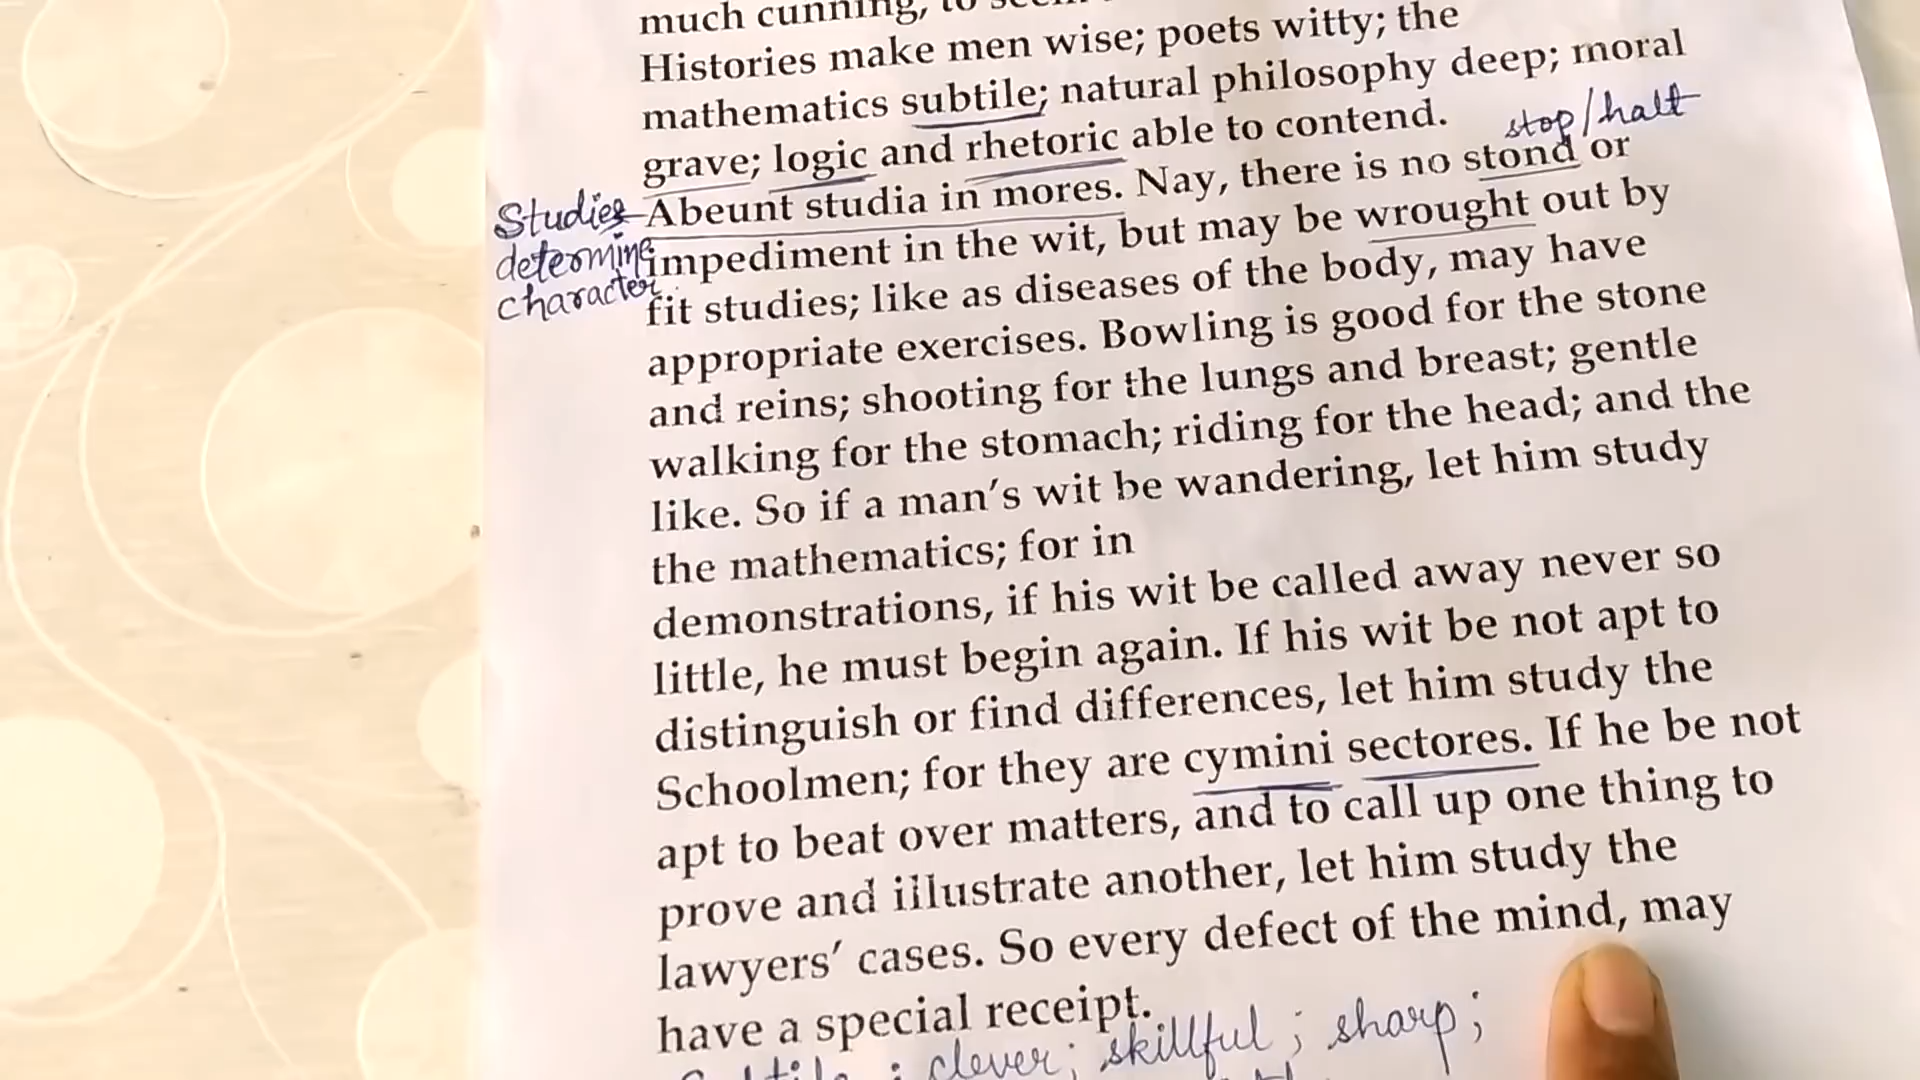 much cunning, to seem
Histories make men wise; poets witty; the
mathematics subtile; natural philosophy deep; moral
stop/halt
grave; logic and rhetoric able to contend.
Studies
determine
character.
Abeunt studia in mores. Nay, there is no stond or
impediment in the wit, but may be wrought out by
fit studies; like as diseases of the body, may have
appropriate exercises. Bowling is good for the stone
and reins; shooting for the lungs and breast; gentle
walking for the stomach; riding for the head; and the
like. So if a man's wit be wandering, let him study
the mathematics; for in
demonstrations, if his wit be called away never so
little, he must begin again. If his wit be not apt to
distinguish or find differences, let him study the
Schoolmen; for they are cymini sectores. If he be not
apt to beat over matters, and to call up one thing to
prove and illustrate another, let him study the
lawyers' cases. So every defect of the mind, may
have a special receipt.
: clever; skillful; sharp;